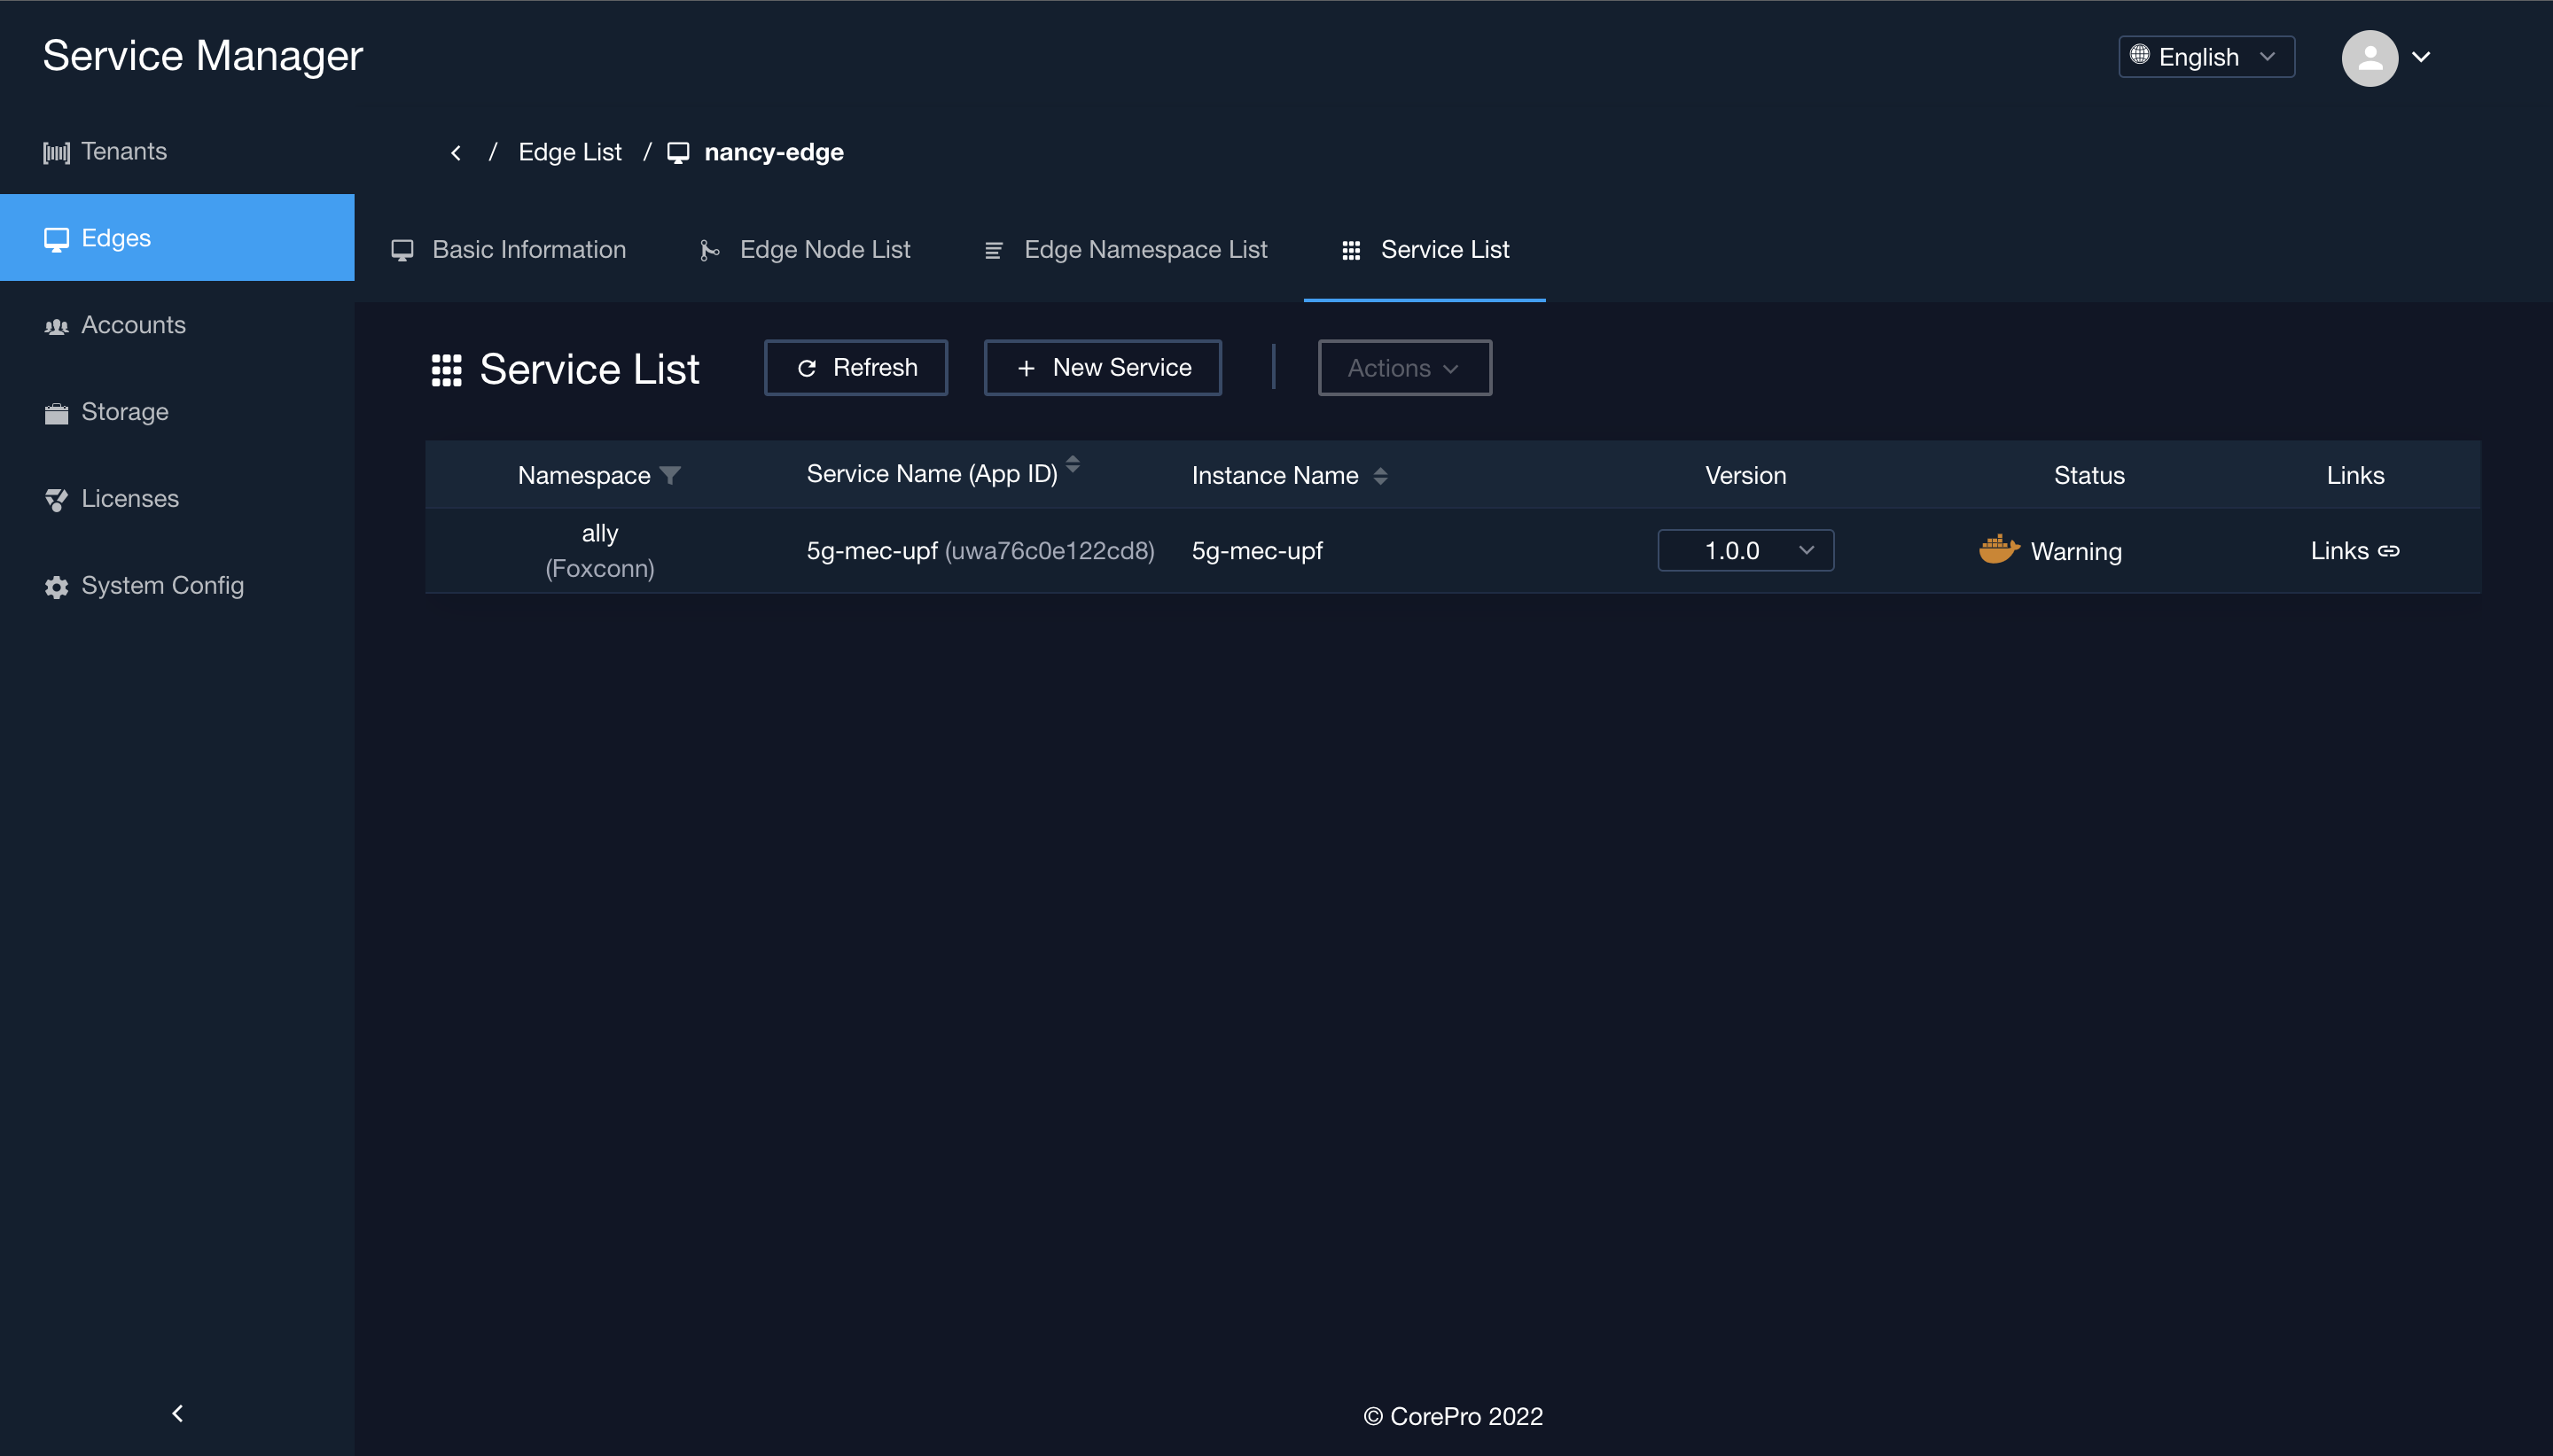 Service Manager
English
Tenants
Edges
Accounts
Storage
Licenses
System Config
/ Edge List / nancy-edge
Basic Information
Edge Node List
Edge Namespace List
Service List
Service List
Refresh
+ New Service
Actions
Namespace
Service Name (App ID)
Instance Name
Version
Status
Links
ally
(Foxconn)
5g-mec-upf (uwa76c0e122cd8)
5g-mec-upf
1.0.0
Warning
Links
© CorePro 2022